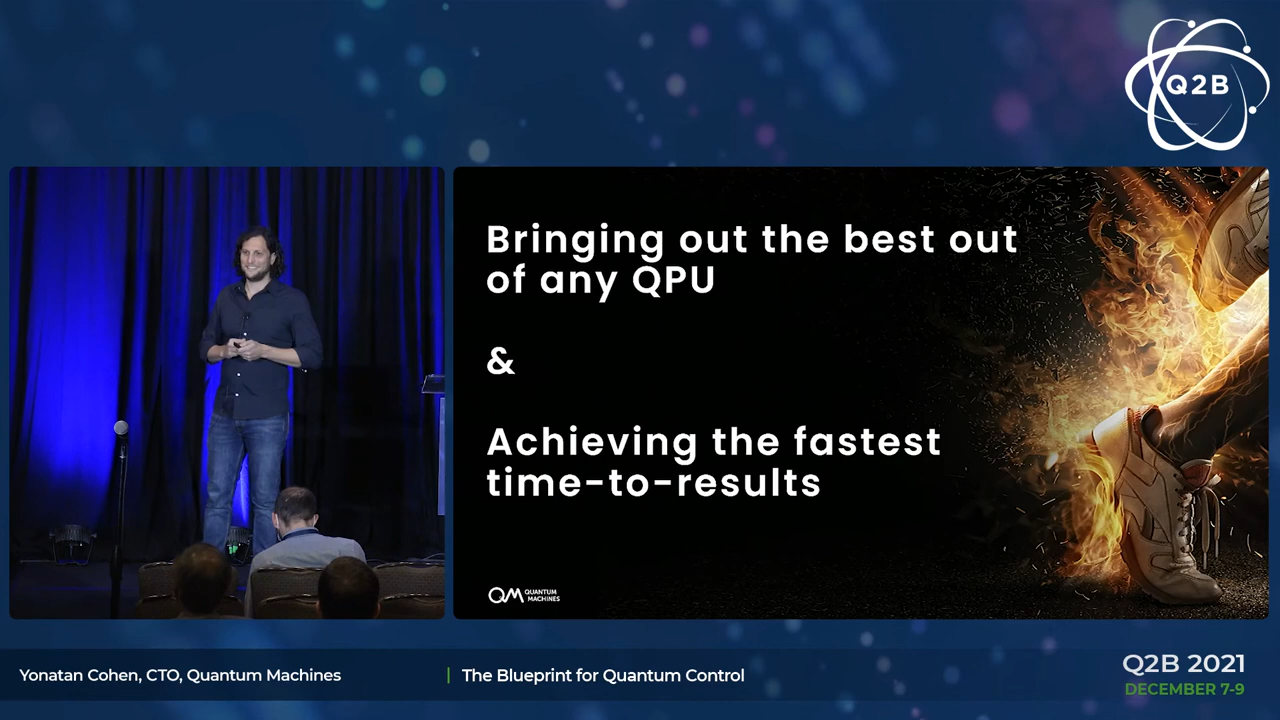 Q2B
Bringing out the best out
of any QPU
&
Achieving the fastest
time-to-results
QM QUANTUM
MACHINES
Yonatan Cohen, CTO, Quantum Machines
The Blueprint for Quantum Control
Q2B 2021
DECEMBER 7-9